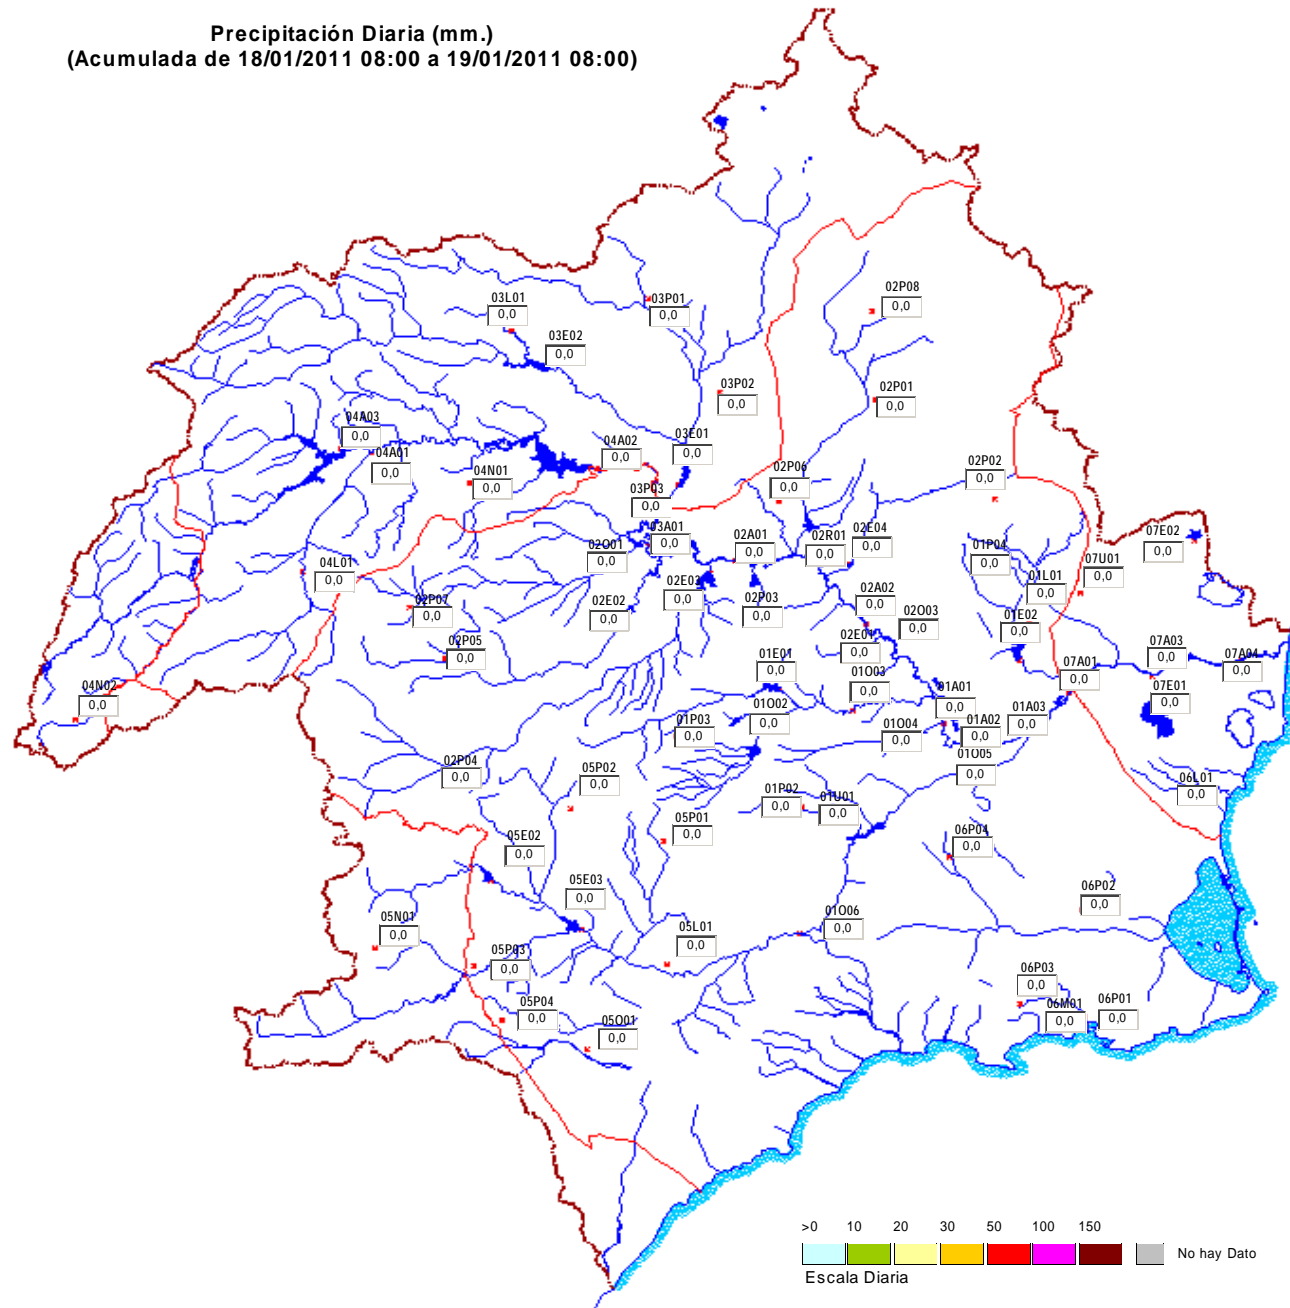 Precipitación Diaria (mm.)
(Acumulada de 18/01/2011 08:00 a 19/01/2011 08:00)
03L01
0,0
03P01
0,0
02P08
0,0
03E02
0,0
03P02
0,0
02P01
0,0
04A03
0,0
04A01
0,0
04A02
0,0
03E01
0,0
04N01
0,0
02P06
0,0
02P02
0,0
03P03
0,0
03A01
0,0
02O01
0,0
02A01
0,0
02R01
0,0
02E04
0,0
07E02
0,0
01P04
0,0
07U01
0,0
04L01
0,0
02E03
0,0
01L01
0,0
02P07
0,0
02E02
0,0
02P03
0,0
02A02
0,0
02O03
0,0
01E02
0,0
02P05
0,0
02E01
0,0
07A03
0,0
07A04
0,0
01E01
0,0
01O03
0,0
07A01
0,0
04N02
0,0
01A01
0,0
07E01
0,0
01O02
0,0
01P03
0,0
01O04
0,0
01A02
0,0
01A03
0,0
01O05
0,0
02P04
0,0
05P02
0,0
06L01
0,0
01P02
0,0
01U01
0,0
05P01
0,0
05E02
0,0
06P04
0,0
05E03
0,0
06P02
0,0
05N01
0,0
05L01
0,0
01O06
0,0
05P03
0,0
06P03
0,0
05P04
0,0
06M01
0,0
06P01
0,0
05O01
0,0
>0 10 20 30 50 100 150
No hay Dato
Escala Diaria